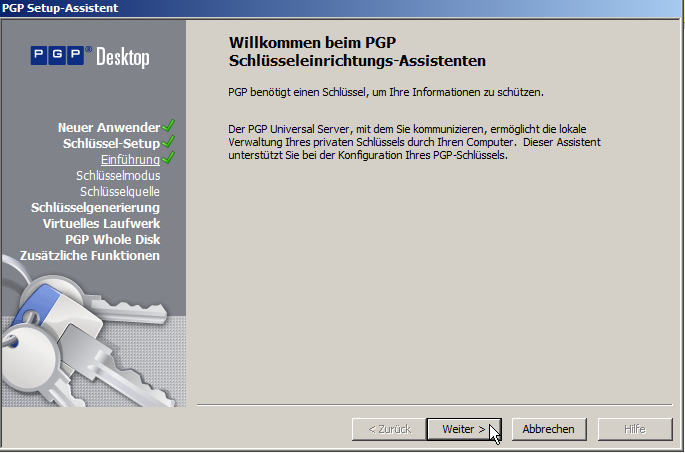 PGP Setup-Assistent
PGP® Desktop
Neuer Anwender
Schlüssel-Setup
Einführung
Schlüsselmodus
Schlüsselquelle
Schlüsselgenerierung
Virtuelles Laufwerk
PGP Whole Disk
Zusätzliche Funktionen
Willkommen beim PGP
Schlüsseleinrichtungs-Assistenten
PGP benötigt einen Schlüssel, um Ihre Informationen zu schützen.
Der PGP Universal Server, mit dem Sie kommunizieren, ermöglicht die lokale
Verwaltung Ihres privaten Schlüssels durch Ihren Computer. Dieser Assistent
unterstützt Sie bei der Konfiguration Ihres PGP-Schlüssels.
< Zurück
Weiter >
Abbrechen
Hilfe